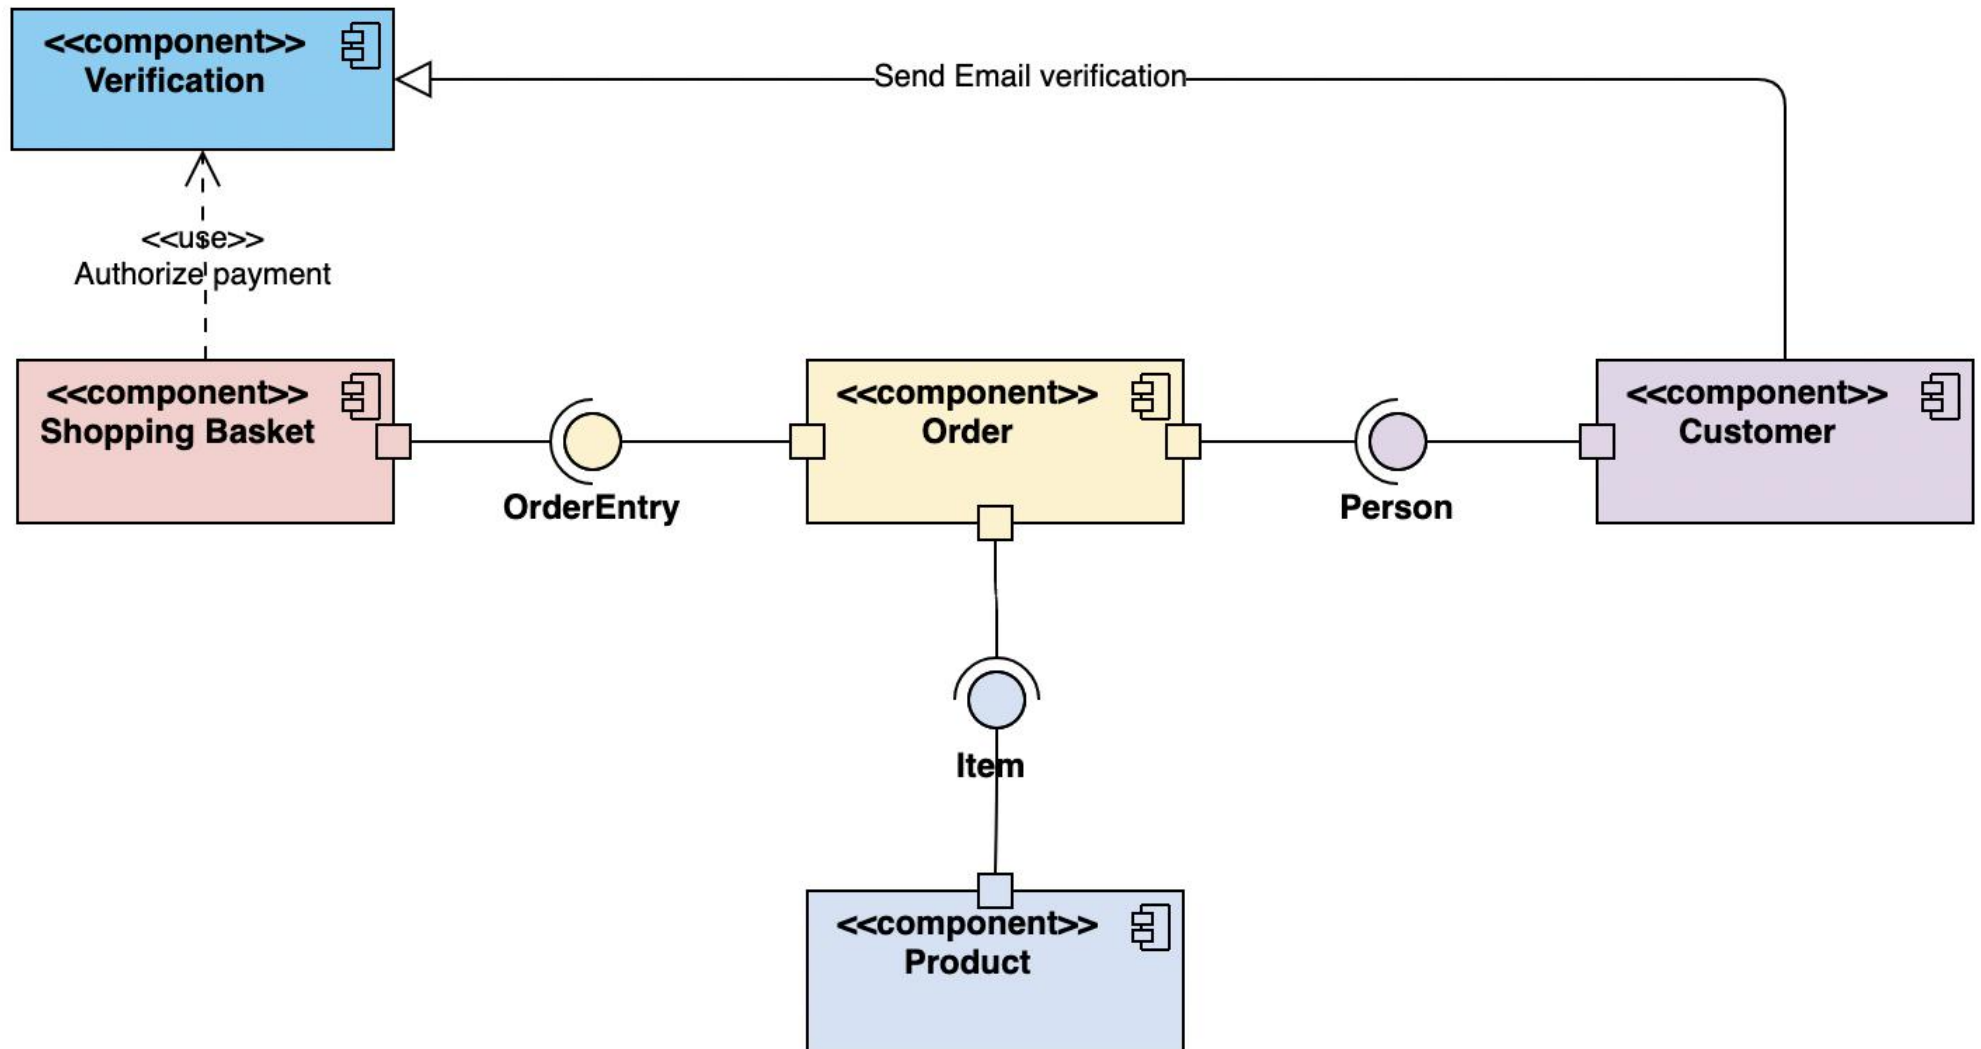 <<component>>
Verification
Send Email verification
<<use>>
Authorize payment
<<component>>
Shopping Basket
OrderEntry
<<component>>
Order
Person
<<component>>
Customer
Item
<<component>>
Product